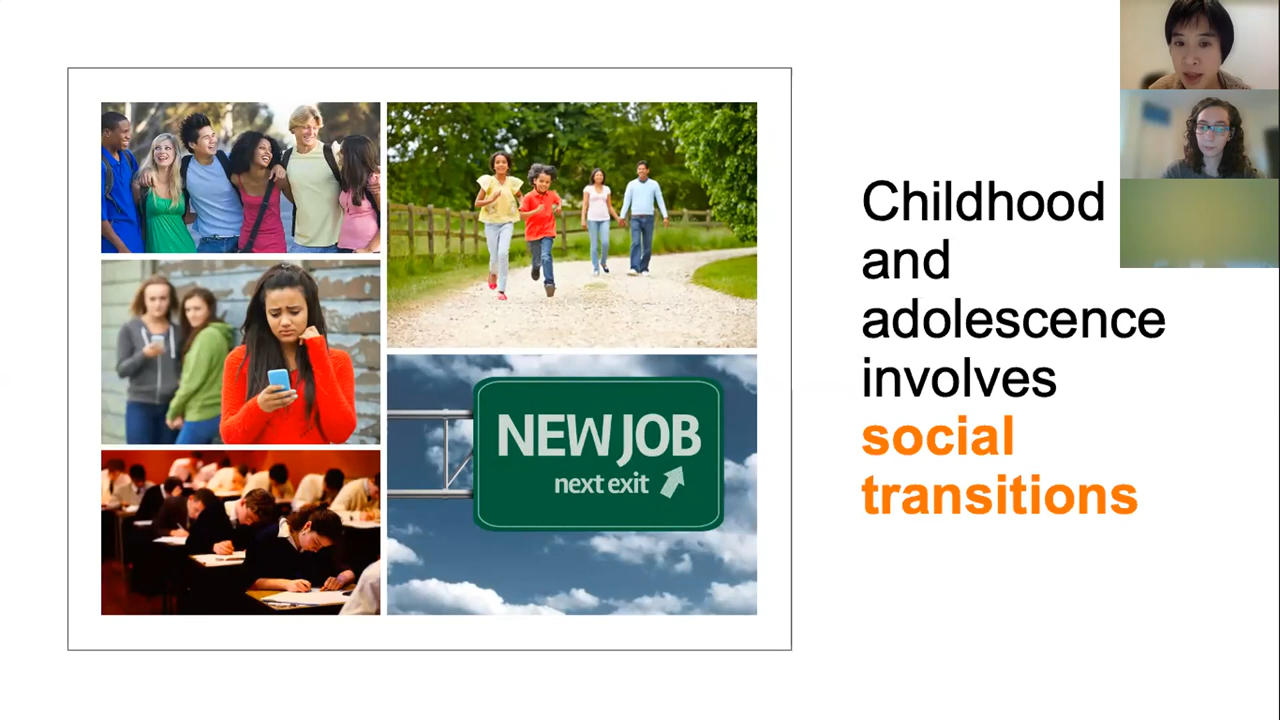 NEW JOB
next exit
Childhood
and
adolescence
involves
social
transitions